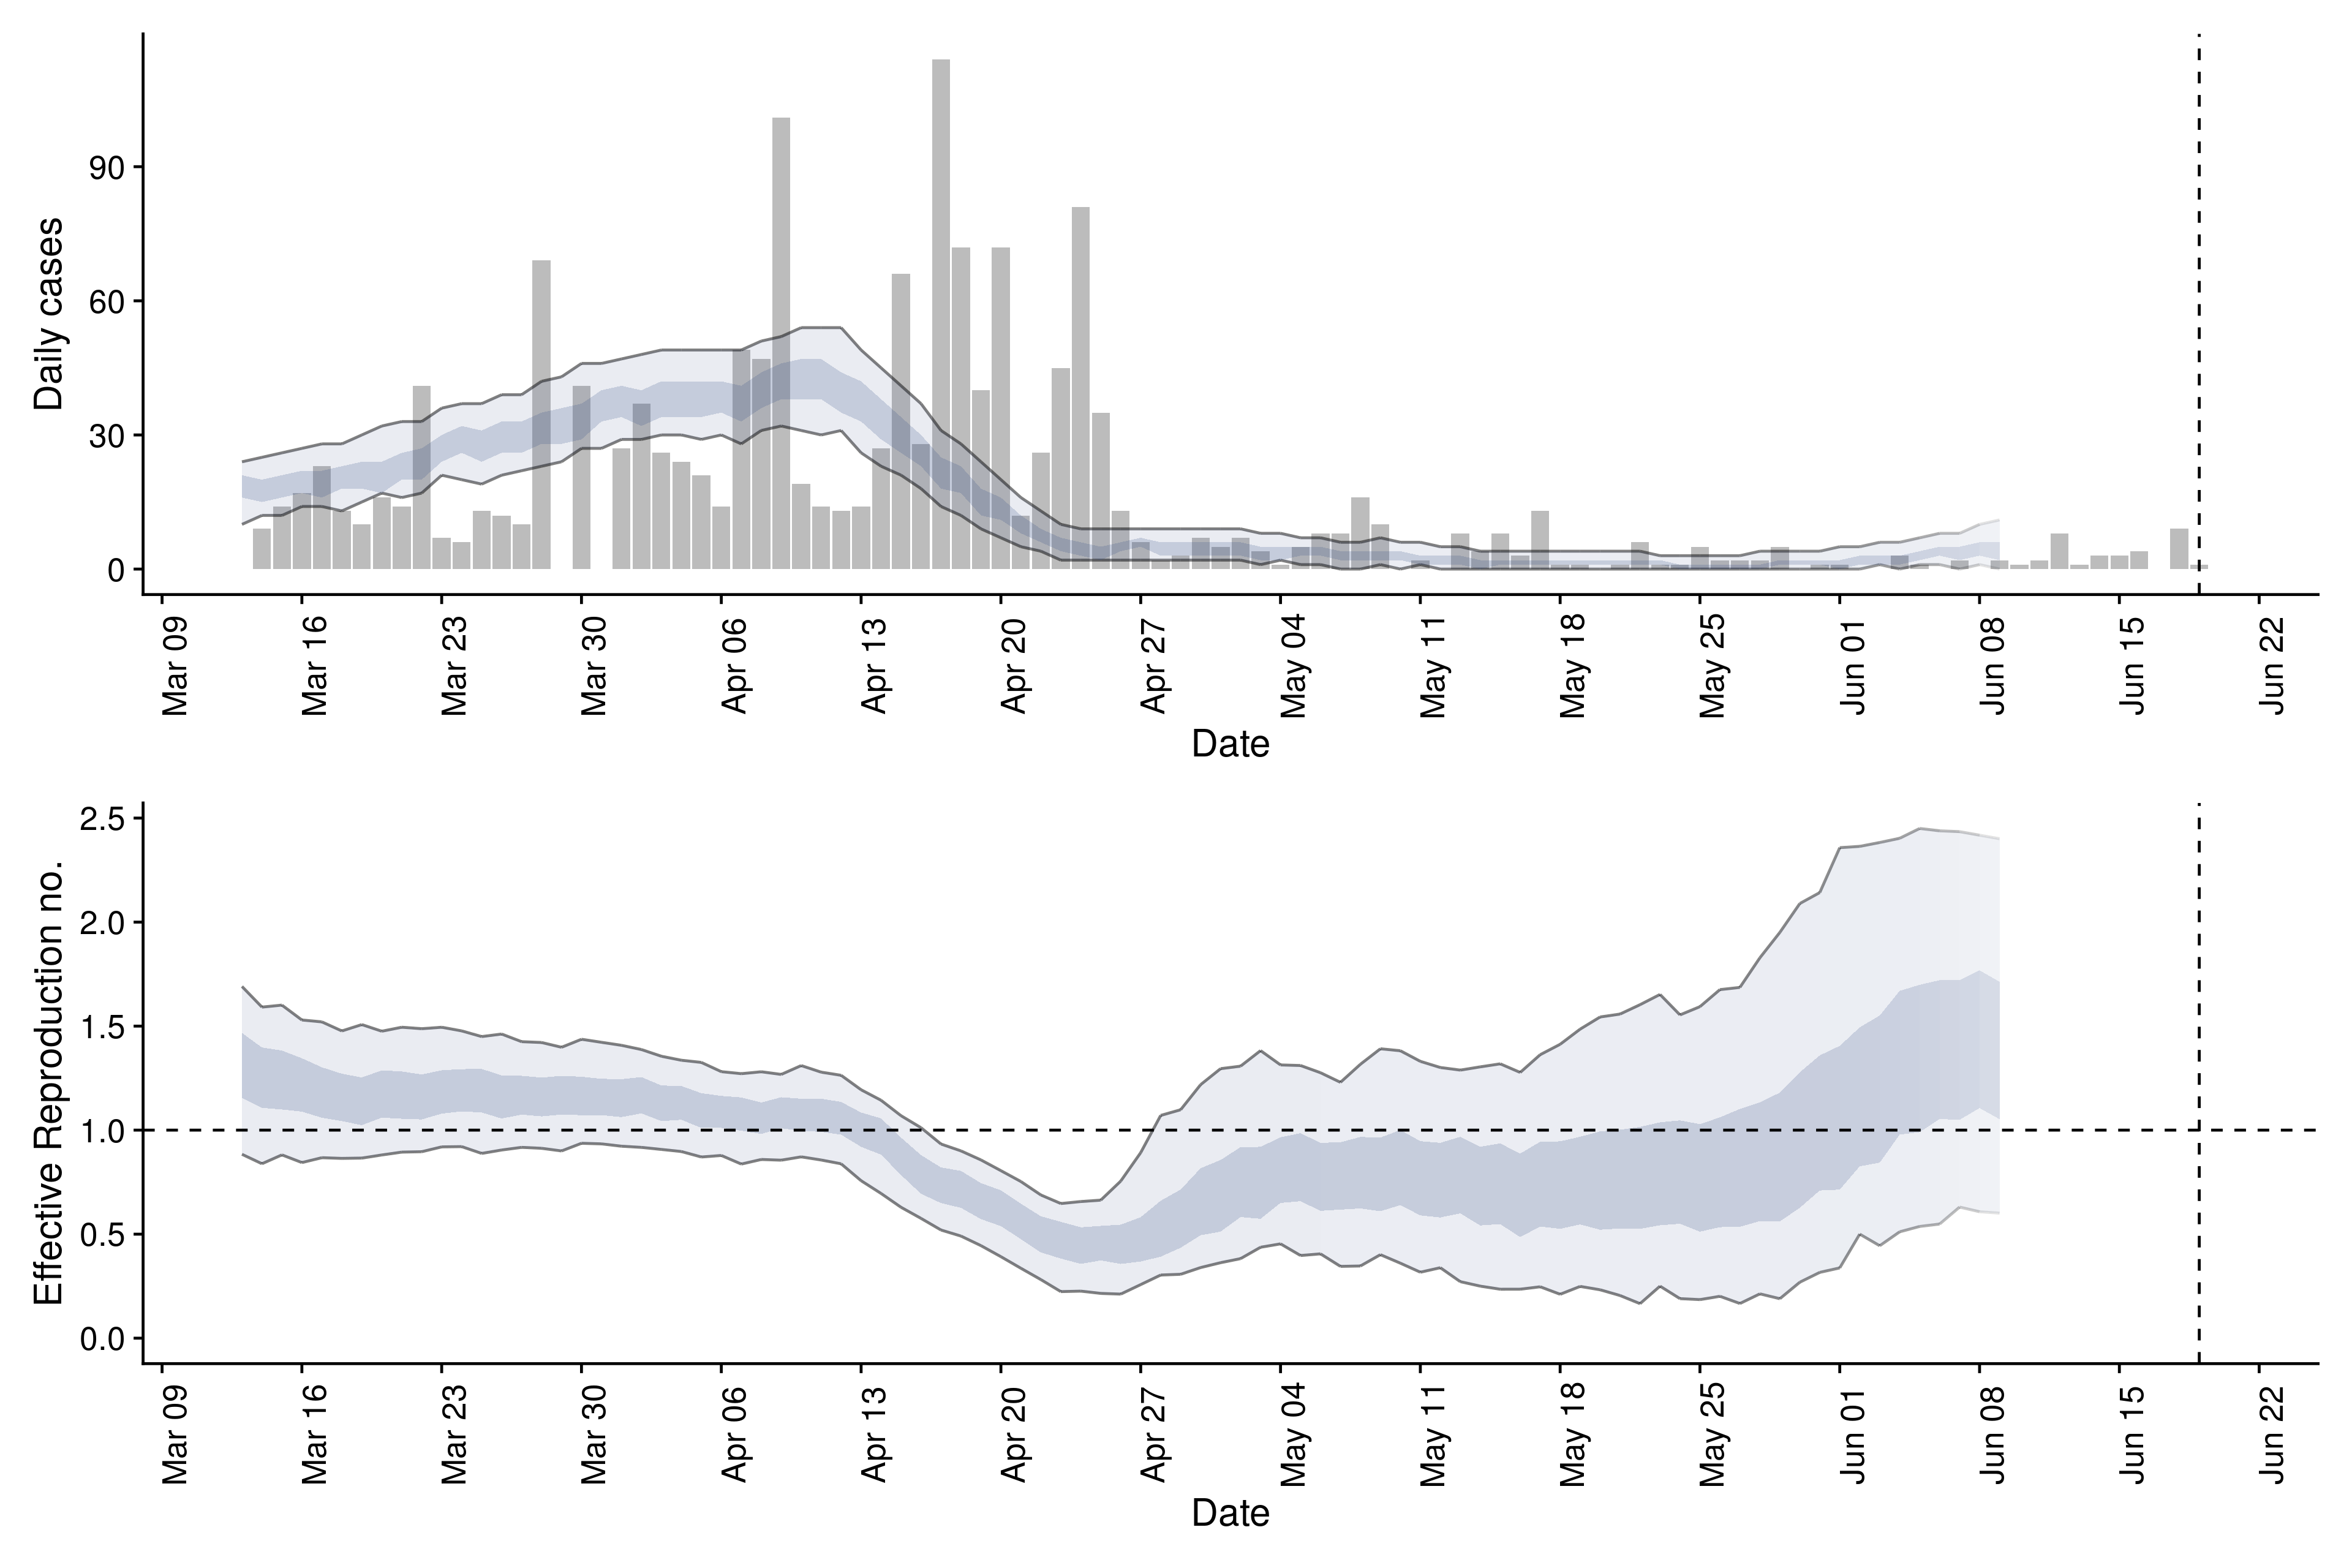 Daily cases
90
60
30
0
Mar 09
Mar 16
Mar 23
Mar 30
Apr 06
Apr 13
Apr 20
Apr 27
May 04
May 11
May 18
May 25
Jun 01
Jun 08
Jun 15
Jun 22
Date
Effective Reproduction no.
2.5
2.0
1.5
1.0
0.5
0.0
Mar 09
Mar 16
Mar 23
Mar 30
Apr 06
Apr 13
Apr 20
Apr 27
May 04
May 11
May 18
May 25
Jun 01
Jun 08
Jun 15
Jun 22
Date